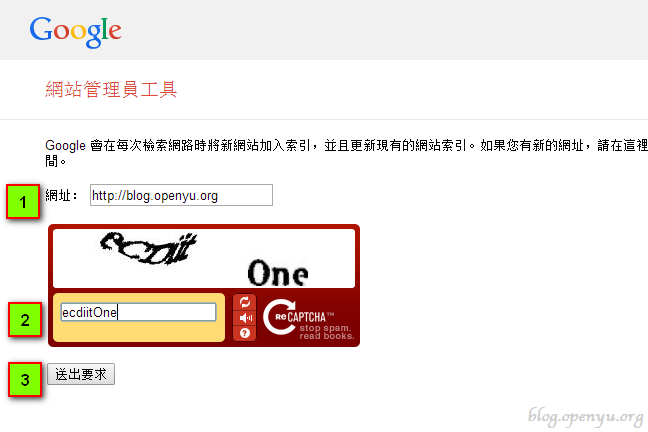 Google
網站管理員工具
Google 會在每次檢索網路時將新網站加入索引，並且更新現有的網站索引。如果您有新的網址，請在這裡
間。
1
網址： http://blog.openyu.org
One
2
ecdiitOne
reCAPTCHA™
stop spam.
read books.
3
送出要求
blog.openyu.org